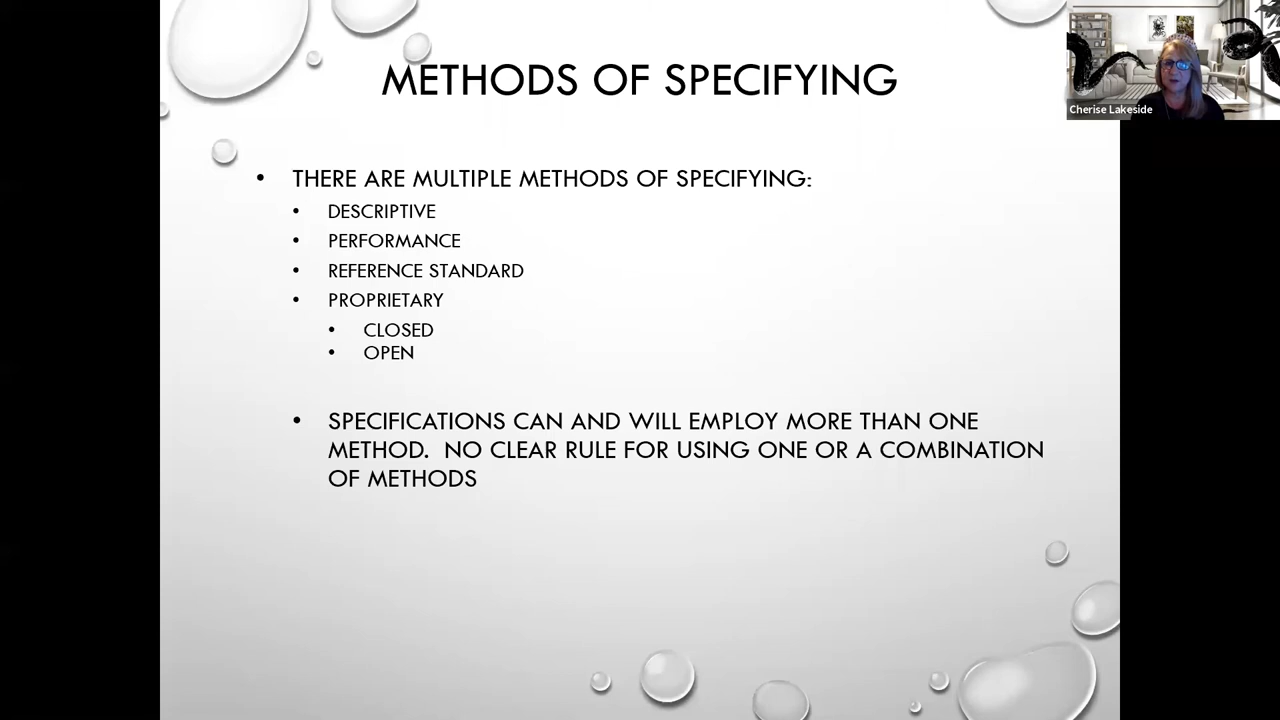 METHODS OF SPECIFYING
Cherise Lakeside
• THERE ARE MULTIPLE METHODS OF SPECIFYING:
• DESCRIPTIVE
• PERFORMANCE
• REFERENCE STANDARD
• PROPRIETARY
• CLOSED
• OPEN
• SPECIFICATIONS CAN AND WILL EMPLOY MORE THAN ONE
METHOD.  NO CLEAR RULE FOR USING ONE OR A COMBINATION
OF METHODS